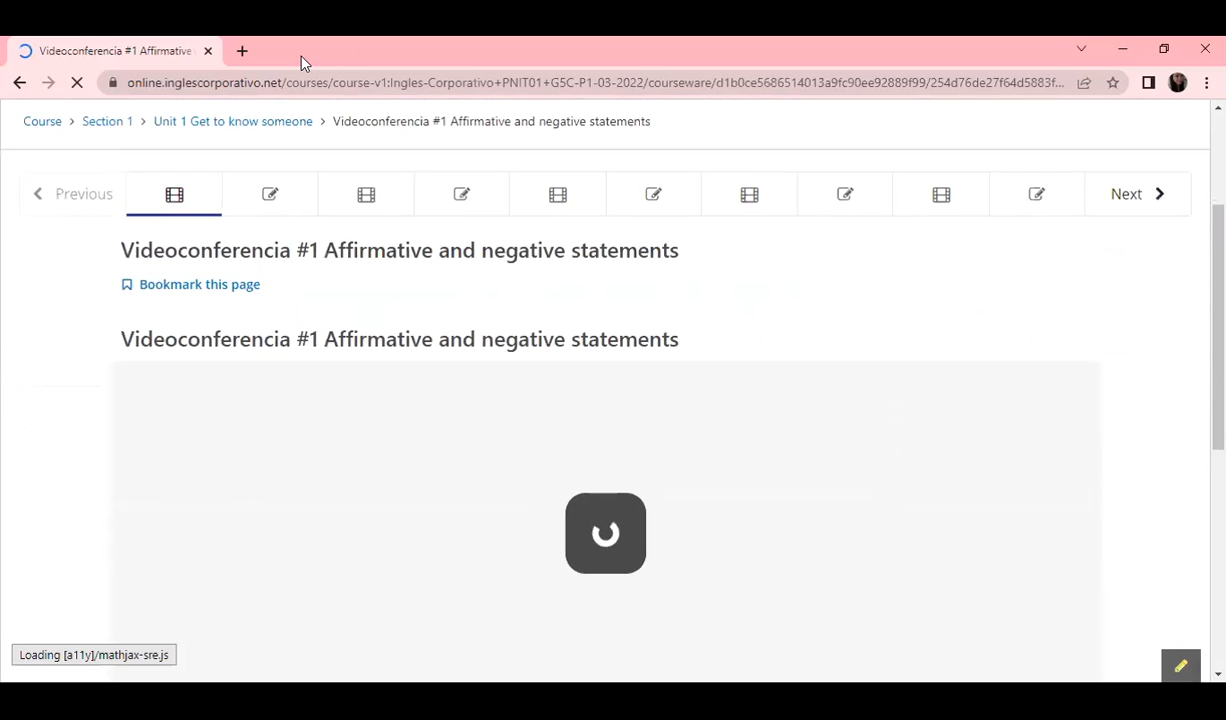 Videoconferencia #1 Affirmative
online.inglescorporativo.net/courses/course-v1:Ingles-Corporativo+PNIT01+G5C-P1-03-2022/courseware/d1b0ce5686514013a9fc90ee92889f99/254d76de27f64d5883f...
Course > Section 1 > Unit 1 Get to know someone > Videoconferencia #1 Affirmative and negative statements
Previous Next
Videoconferencia #1 Affirmative and negative statements
Bookmark this page
Videoconferencia #1 Affirmative and negative statements
Loading [a11y]/mathjax-sre.js